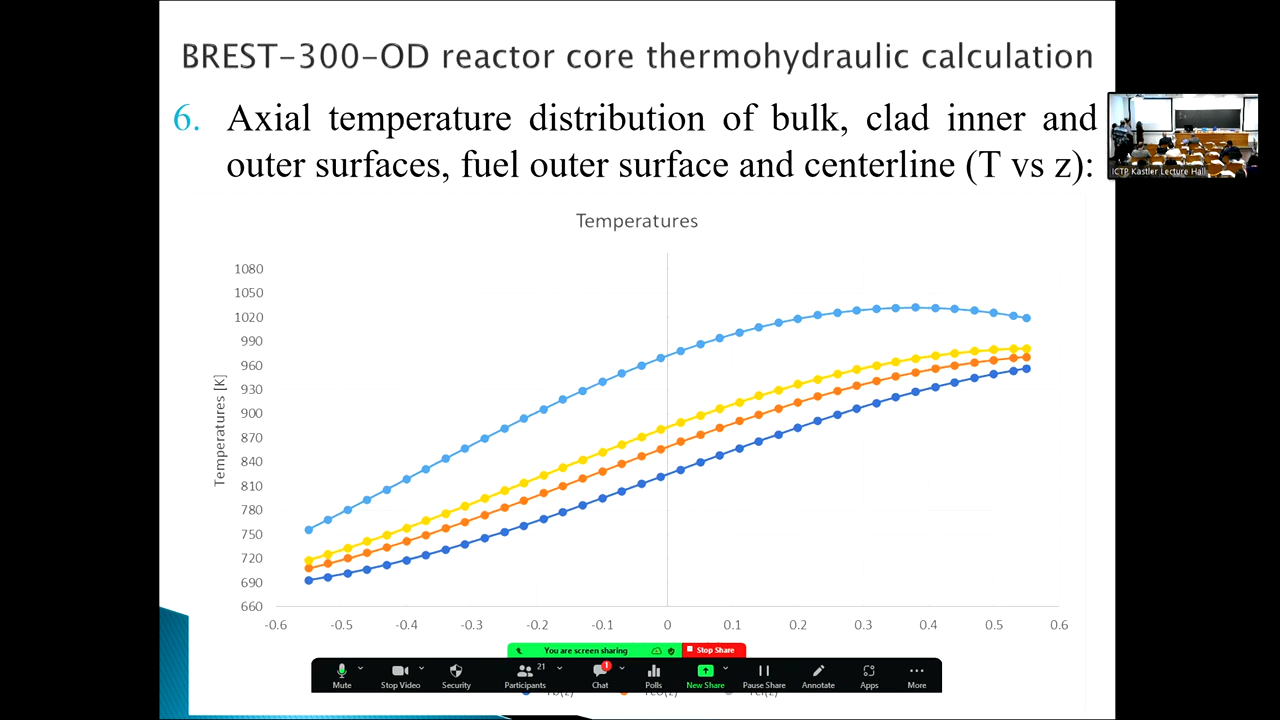 BREST-300-OD reactor core thermohydraulic calculation
6. Axial temperature distribution of bulk, clad inner and
outer surfaces, fuel outer surface and centerline (T vs z):
ICTP Kastler Lecture Hall
Temperatures
Temperatures [K]
1080
1050
1020
990
960
930
900
870
840
810
780
750
720
690
660
-0.6 -0.5 -0.4 -0.3 -0.2 -0.1 0 0.1 0.2 0.3 0.4 0.5 0.6
You are screen sharing Stop Share
21 1
Mute Stop Video Security Participants Chat Polls New Share Pause Share Annotate Apps More